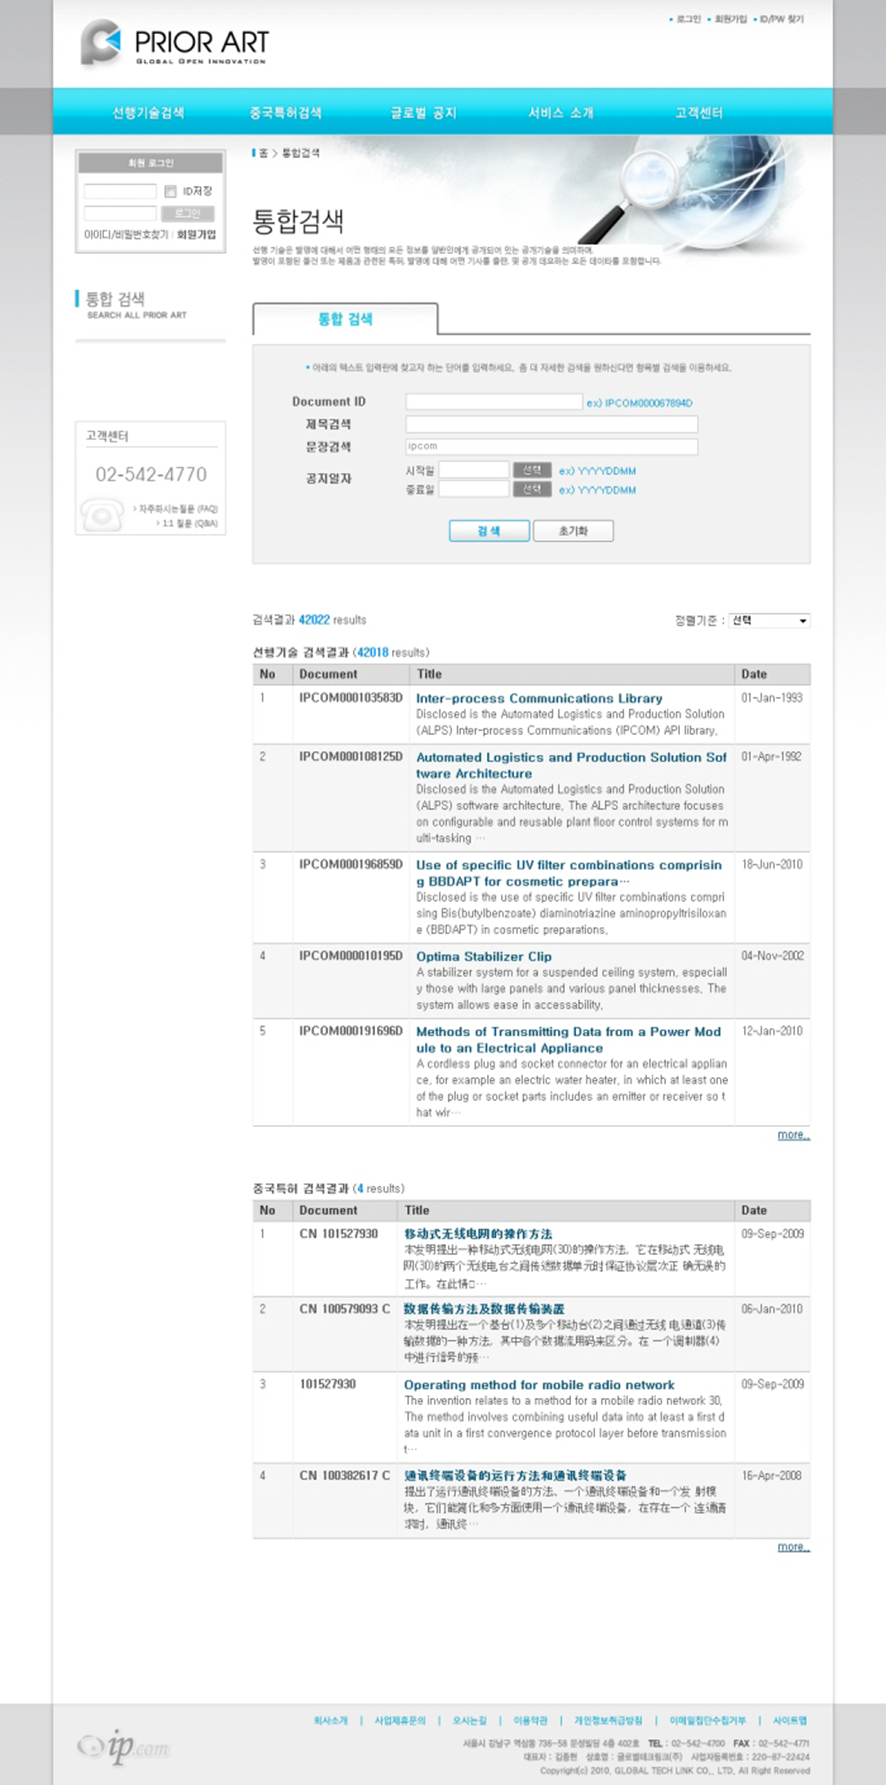 로그인 회원가입 ID/PW 찾기
PRIOR ART
GLOBAL OPEN INNOVATION
선행기술검색 중국특허검색 글로벌 공지 서비스 소개 고객센터
회원 로그인
ID저장
로그인
아이디/비밀번호찾기 | 회원가입
통합 검색
SEARCH ALL PRIOR ART
고객센터
02-542-4770
> 자주하시는질문 (FAQ)
> 1:1 질문 (Q&A)
홈 > 통합검색
통합검색
선행 기술은 발명에 대해서 어떤 형태의 모든 정보를 일반인에게 공개되어 있는 공개기술을 의미하며,
발명이 포함된 물건 또는 제품과 관련된 특허, 발명에 대해 어떤 기사를 출판, 및 공개 데모하는 모든 데이타를 포함합니다.
통합 검색
아래의 텍스트 입력란에 찾고자 하는 단어를 입력하세요. 좀 더 자세한 검색을 원하신다면 항목별 검색을 이용하세요.
Document ID ex) IPCOM000067894D
제목검색
문장검색 ipcom
공지일자
시작일 선택 ex) YYYYDDMM
종료일 선택 ex) YYYYDDMM
검 색 초기화
검색결과 42022 results
정렬기준 : 선택
선행기술 검색결과 (42018 results)
No Document Title Date
1 IPCOM000103583D Inter-process Communications Library 01-Jan-1993
Disclosed is the Automated Logistics and Production Solution
(ALPS) Inter-process Communications (IPCOM) API library.
2 IPCOM000108125D Automated Logistics and Production Solution Sof 01-Apr-1992
tware Architecture
Disclosed is the Automated Logistics and Production Solution
(ALPS) software architecture. The ALPS architecture focuses
on configurable and reusable plant floor control systems for m
ulti-tasking ···
3 IPCOM000196859D Use of specific UV filter combinations comprisin 18-Jun-2010
g BBDAPT for cosmetic prepara···
Disclosed is the use of specific UV filter combinations compri
sing Bis(butylbenzoate) diaminotriazine aminopropyltrisiloxan
e (BBDAPT) in cosmetic preparations.
4 IPCOM000010195D Optima Stabilizer Clip 04-Nov-2002
A stabilizer system for a suspended ceiling system, especiall
y those with large panels and various panel thicknesses. The
system allows ease in accessability.
5 IPCOM000191696D Methods of Transmitting Data from a Power Mod 12-Jan-2010
ule to an Electrical Appliance
A cordless plug and socket connector for an electrical applian
ce, for example an electric water heater, in which at least one
of the plug or socket parts includes an emitter or receiver so t
hat wir···
more..
중국특허 검색결과 (4 results)
No Document Title Date
1 CN 101527930 移动式无线电网的操作方法 09-Sep-2009
本发明提出一种移动式无线电网(30)的操作方法，它在移动式 无线电
网(30)的两个无线电台之间传送数据单元时保证协议层次正 确无误的
工作。在此情□···
2 CN 100579093 C 数据传输方法及数据传输装置 06-Jan-2010
本发明提出在一个基台(1)及多个移动台(2)之间通过无线 电通道(3)传
输数据的一种方法，其中各个数据流用码来区分。在 一个调制器(4)
中进行信号的频···
3 101527930 Operating method for mobile radio network 09-Sep-2009
The invention relates to a method for a mobile radio network 30.
The method involves combining useful data into at least a first d
ata unit in a first convergence protocol layer before transmission
t···
4 CN 100382617 C 通讯终端设备的运行方法和通讯终端设备 16-Apr-2008
提出了运行通讯终端设备的方法、一个通讯终端设备和一个发 射模
块，它们能简化和多方面使用一个通讯终端设备，在存在一个 连通请
求时，通讯终···
more..
회사소개 | 사업제휴문의 | 오시는길 | 이용약관 | 개인정보취급방침 | 이메일집단수집거부 | 사이트맵
ip.com
서울시 강남구 역삼동 736-56 문성빌딩 4층 402호 TEL : 02-542-4700 FAX : 02-542-4771
대표자 : 김종현 상호명 : 글로벌테크링크(주) 사업자등록번호 : 220-87-22424
Copyright(c) 2010. GLOBAL TECH LINK CO., LTD, All Right Reserved